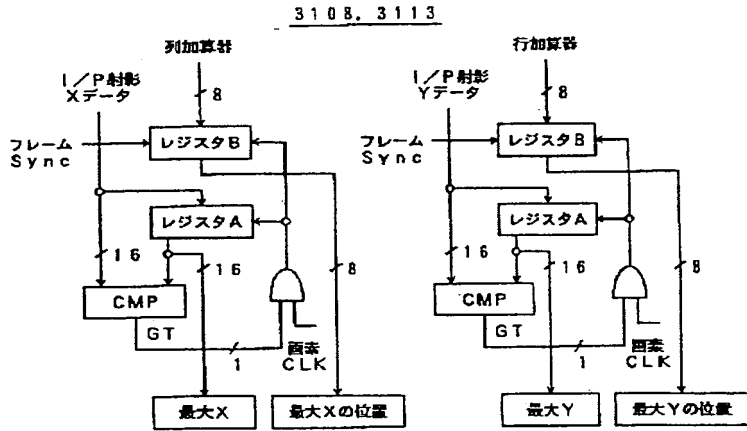 3108, 3113
列加算器
I/P射影
Xデータ
8
フレーム
Sync
レジスタB
レジスタA
16
16
8
CMP
GT
1
画素
CLK
最大X
最大Xの位置
行加算器
I/P射影
Yデータ
8
フレーム
Sync
レジスタB
レジスタA
16
16
8
CMP
GT
1
画素
CLK
最大Y
最大Yの位置